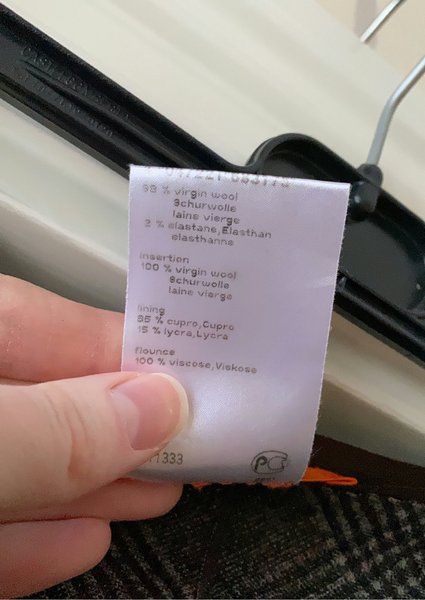 98 % virgin wool
Schurwolle
laine vierge
2 % elastane,Elasthan
elasthanne
insertion
100 % virgin wool
Schurwolle
laine vierge
lining
85 % cupro,Cupro
15 % lycra,Lycra
flounce
100 % viscose,Viskose
1333